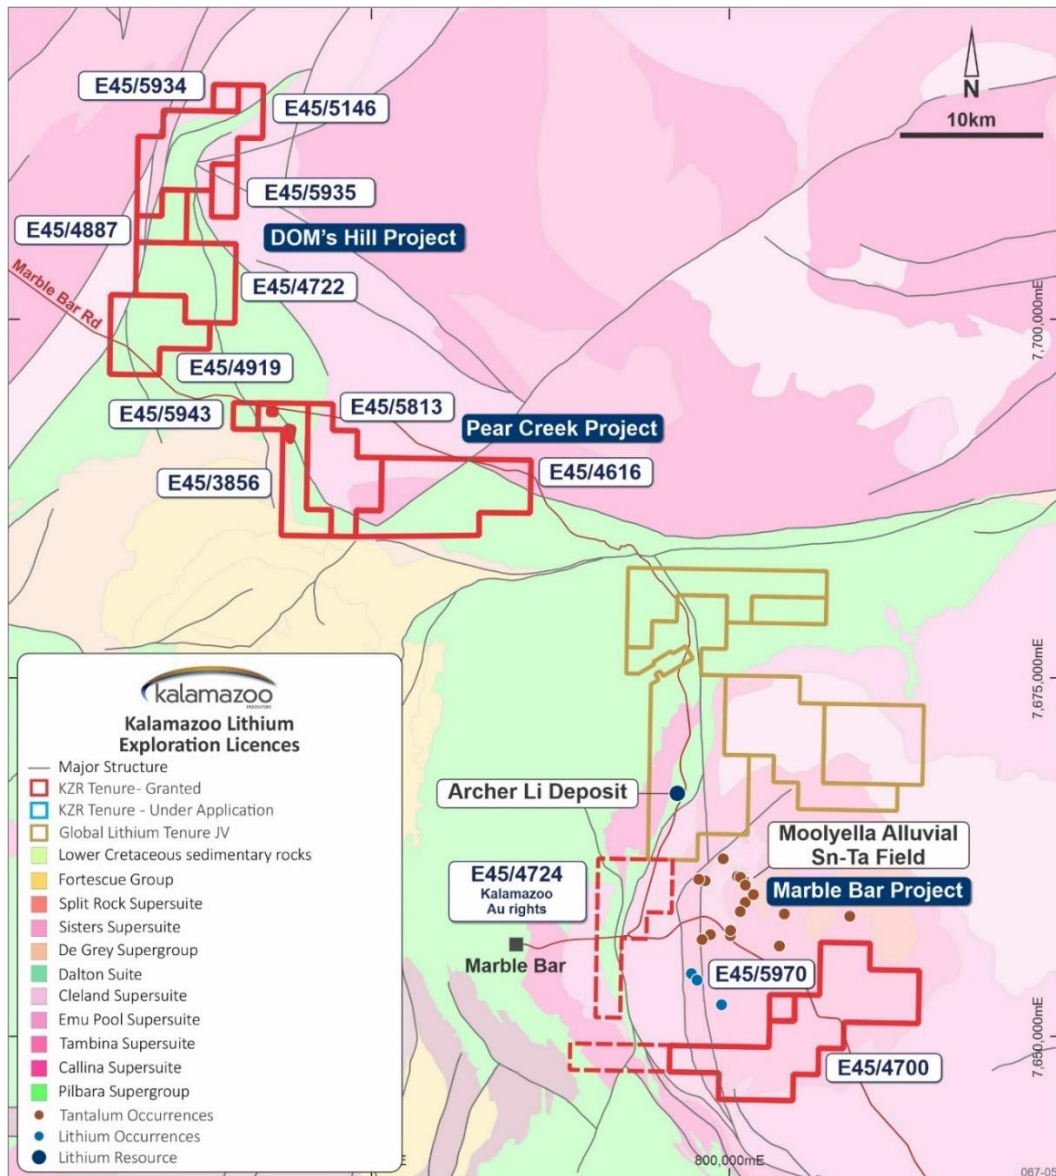 E45/5934
E45/5146
N
10km
E45/5935
E45/4887
DOM's Hill Project
E45/4722
Marble Bar Rd
7,700,000mE
E45/4919
E45/5943
E45/5813
Pear Creek Project
E45/3856
E45/4616
7,675,000mE
kalamazoo
resources
Kalamazoo Lithium
Exploration Licences
Major Structure
KZR Tenure- Granted
KZR Tenure - Under Application
Global Lithium Tenure JV
Lower Cretaceous sedimentary rocks
Fortescue Group
Split Rock Supersuite
Sisters Supersuite
De Grey Supergroup
Dalton Suite
Cleland Supersuite
Emu Pool Supersuite
Tambina Supersuite
Callina Supersuite
Pilbara Supergroup
Tantalum Occurrences
Lithium Occurrences
Lithium Resource
Archer Li Deposit
Moolyella Alluvial
Sn-Ta Field
E45/4724
Kalamazoo
Au rights
Marble Bar Project
Marble Bar
E45/5970
7,650,000mE
E45/4700
E
800,000mE
067-05